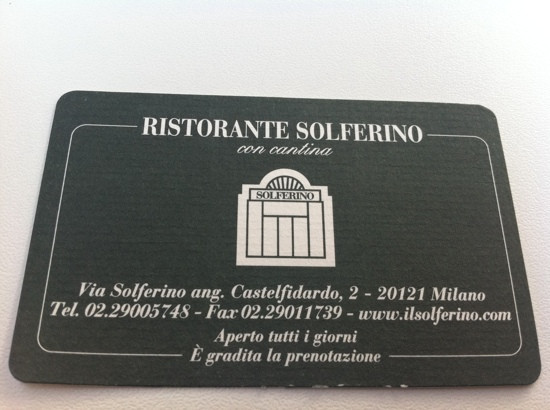 RISTORANTE SOLFERINO
con cantina
SOLFERINO
Via Solferino ang. Castelfidardo, 2 - 20121 Milano
Tel. 02.29005748 - Fax 02.29011739 - www.ilsolferino.com
Aperto tutti i giorni
È gradita la prenotazione